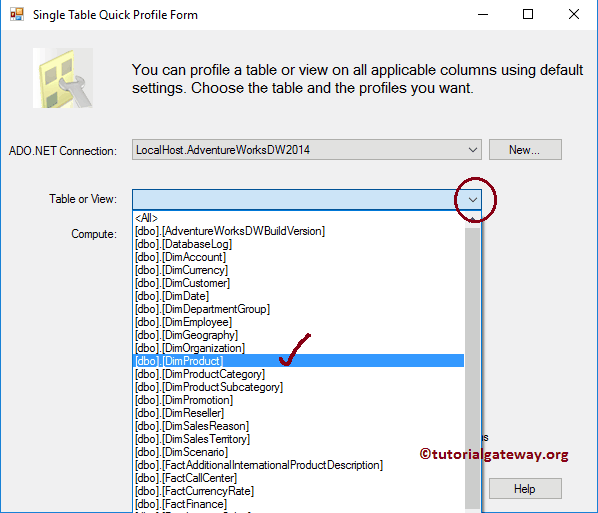 Single Table Quick Profile Form
You can profile a table or view on all applicable columns using default
settings. Choose the table and the profiles you want.
ADO.NET Connection: LocalHost.AdventureWorksDW2014 New...
Table or View:
<All>
Compute:
[dbo].[AdventureWorksDWBuildVersion]
[dbo].[DatabaseLog]
[dbo].[DimAccount]
[dbo].[DimCurrency]
[dbo].[DimCustomer]
[dbo].[DimDate]
[dbo].[DimDepartmentGroup]
[dbo].[DimEmployee]
[dbo].[DimGeography]
[dbo].[DimOrganization]
[dbo].[DimProduct]
[dbo].[DimProductCategory]
[dbo].[DimProductSubcategory]
[dbo].[DimPromotion]
[dbo].[DimReseller]
[dbo].[DimSalesReason]
[dbo].[DimSalesTerritory]
[dbo].[DimScenario]
[dbo].[FactAdditionalInternationalProductDescription]
[dbo].[FactCallCenter]
[dbo].[FactCurrencyRate]
[dbo].[FactFinance]
©tutorialgateway.org
Help